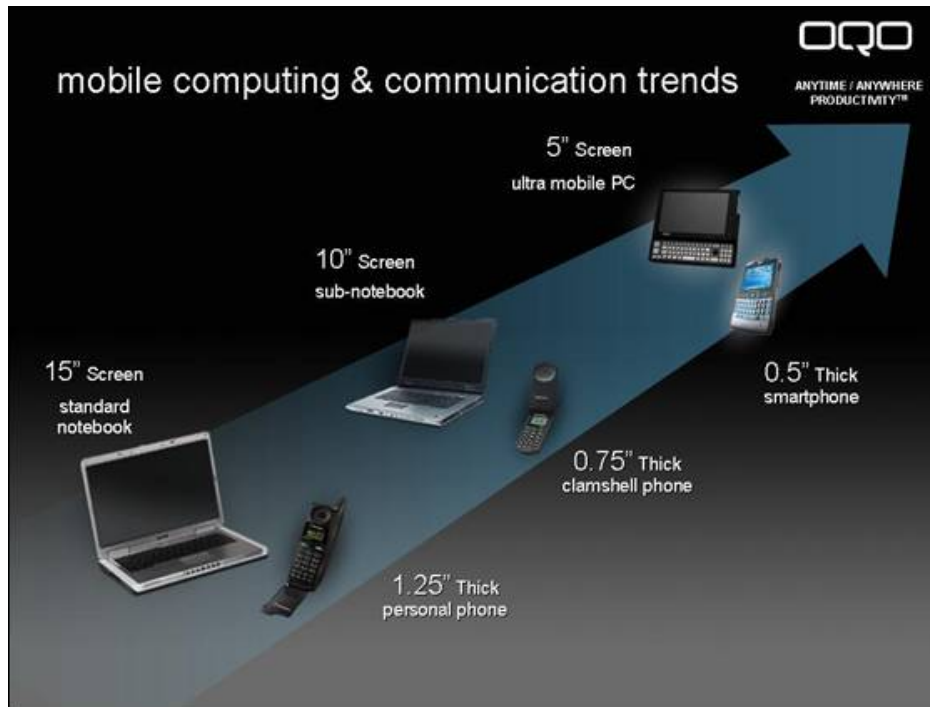 OQO
mobile computing & communication trends
ANYTIME / ANYWHERE
PRODUCTIVITY™
5” Screen
ultra mobile PC
10” Screen
sub-notebook
15” Screen
standard
notebook
0.5” Thick
smartphone
0.75” Thick
clamshell phone
1.25” Thick
personal phone